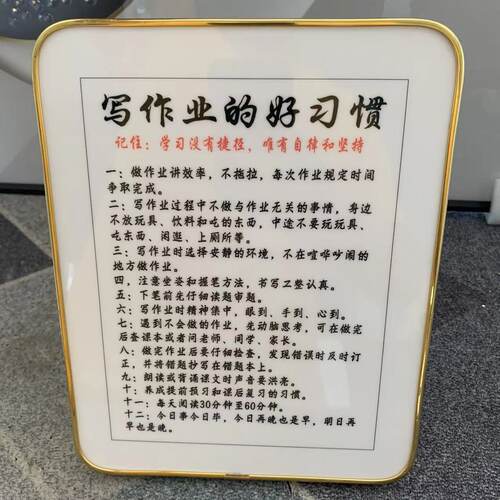 写作业的好习惯
记住：学习没有捷径，唯有自律和坚持
一：做作业讲效率，不拖拉，每次作业规定时间
争取完成。
二：写作业过程中不做与作业无关的事情，身边
不放玩具、饮料和吃的东西，中途不要玩玩具、
吃东西、闲逛、上厕所等。
三：写作业时选择安静的环境，不在喧哗吵闹的
地方做作业。
四，注意坐姿和握笔方法，书写工整认真。
五：下笔前先仔细读题审题。
六：写作业时精神集中，眼到、手到、心到。
七：遇到不会做的作业，先动脑思考，可在做完
后查课本或者问老师、同学、家长。
八：做完作业后要仔细检查，发现错误时及时订
正，并将错题抄写在错题本上。
九：朗读或背诵课文时声音要洪亮。
十：养成提前预习和课后复习的习惯。
十一：每天阅读30分钟至60分钟。
十二：今日事今日毕，今日再晚也是早，明日再
早也是晚。